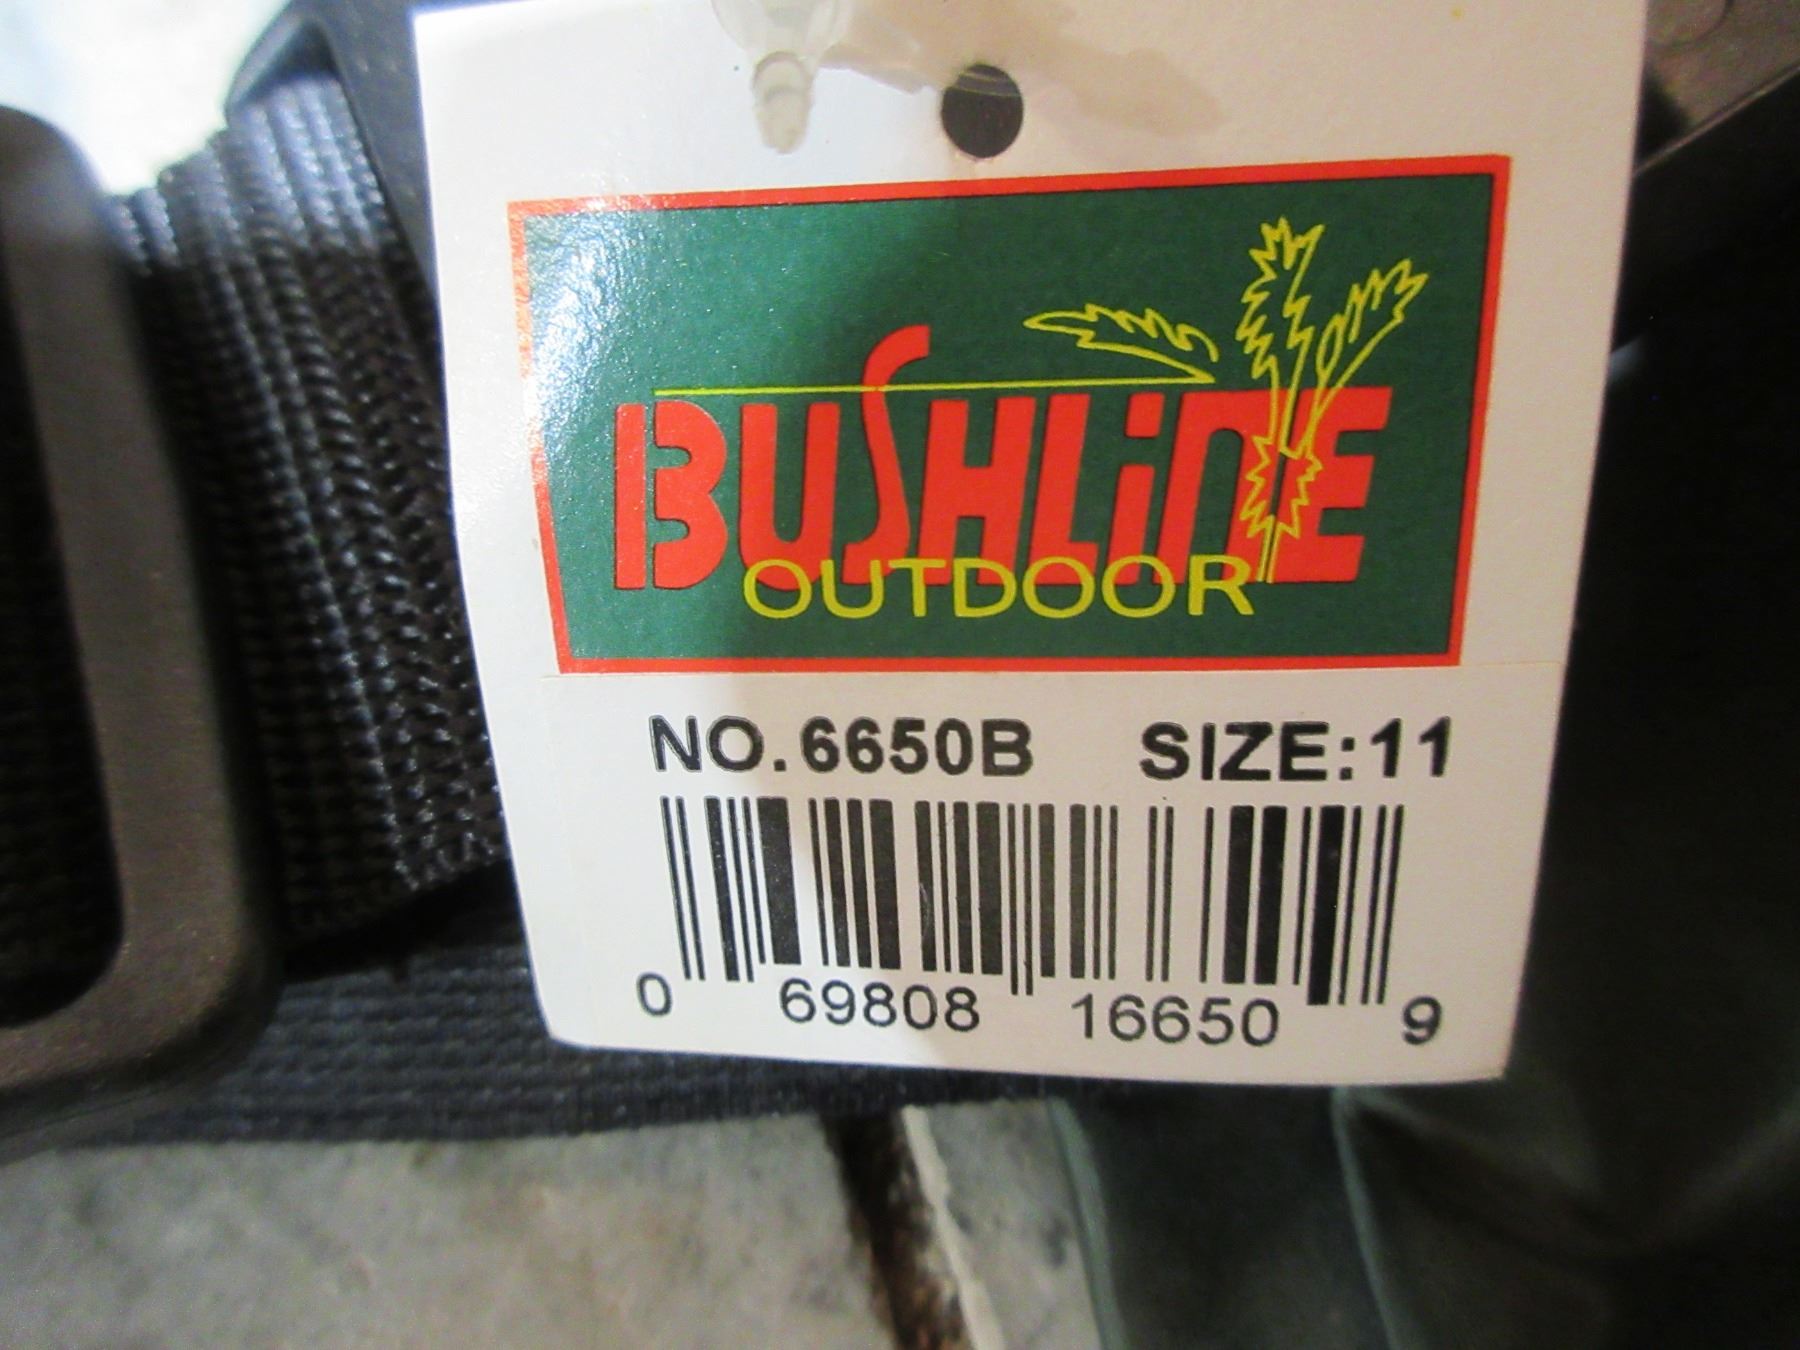 BUSHLINE
OUTDOOR
NO.6650B SIZE:11
0 69808 16650 9